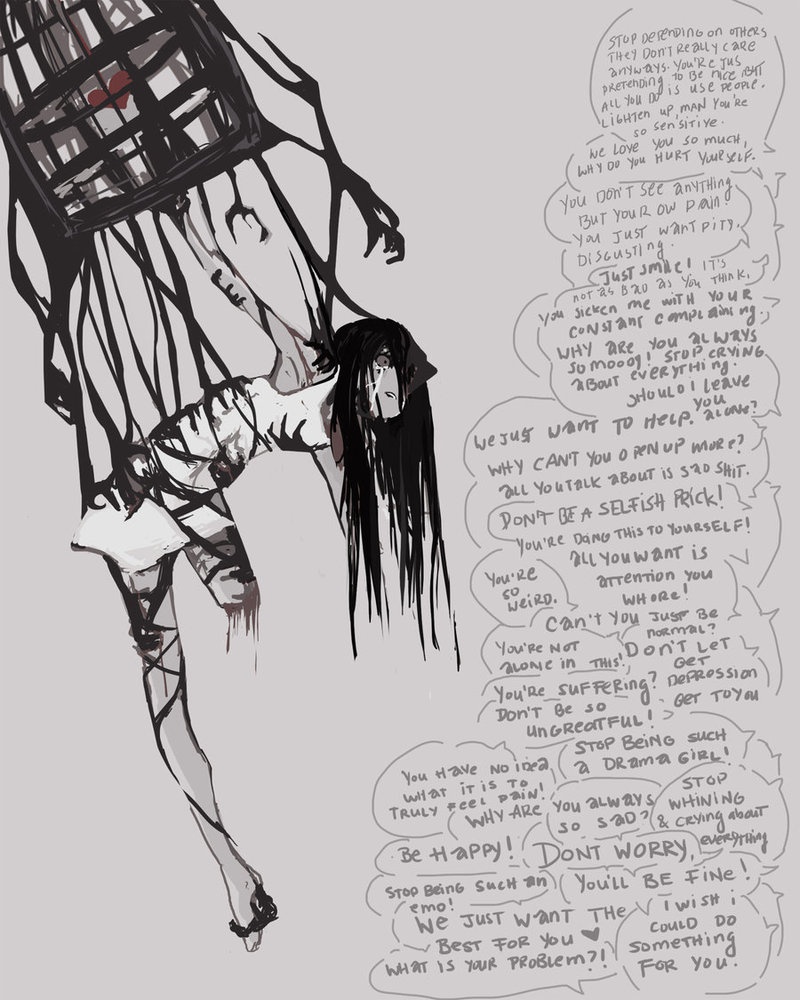 STOP DEPENDING ON OTHERS
THEY DON'T REALLY CARE
ANYWAYS. YOU'RE JUS
PRETENDING TO BE NICE BUT
ALL YOU DO IS USE PEOPLE.
LIGHTEN UP, MAN YOU'RE
SO SENSITIVE.
WE LOVE YOU SO MUCH,
WHY DO YOU HURT YOURSELF.
YOU DON'T SEE ANYTHING
BUT YOUR OW PAIN
YOU JUST WANT PITY.
DISGUSTING.
JUST SMILE! IT'S
NOT AS BAD AS YOU THINK.
YOU SICKEN ME WITH YOUR
CONSTANT COMPLAINING.
WHY ARE YOU ALWAYS
SO MOODY! STOP CRYING
ABOUT EVERYTHING.
SHOULD I LEAVE
YOU
ALONE?
WE JUST WANT TO HELP.
WHY CAN'T YOU OPEN UP MORE?
ALL YOU TALK ABOUT IS SAD SHIT.
DON'T BE A SELFISH PRICK!
YOU'RE DOING THIS TO YOURSELF!
YOU'RE
SO
WEIRD.
ALL YOU WANT IS
ATTENTION YOU
WHORE!
CAN'T YOU JUST BE
NORMAL?
YOU'RE NOT
ALONE IN THIS!
DON'T LET
GET
DEPRESSION
GET TO YOU
YOU'RE SUFFERING?
DON'T BE SO
UNGREATFUL!
STOP BEING SUCH
A DRAMA GIRL!
YOU HAVE NO IDEA
WHAT IT IS TO
TRULY FEEL PAIN!
WHY ARE
YOU ALWAYS
SO SAD?
STOP
WHINING
& CRYING ABOUT
EVERYTHING
BE HAPPY!
DONT WORRY,
YOU'LL BE FINE!
STOP BEING SUCH AN
EMO!
WE JUST WANT THE
BEST FOR YOU ♥
WHAT IS YOUR PROBLEM?!
I WISH I
COULD DO
SOMETHING
FOR YOU.